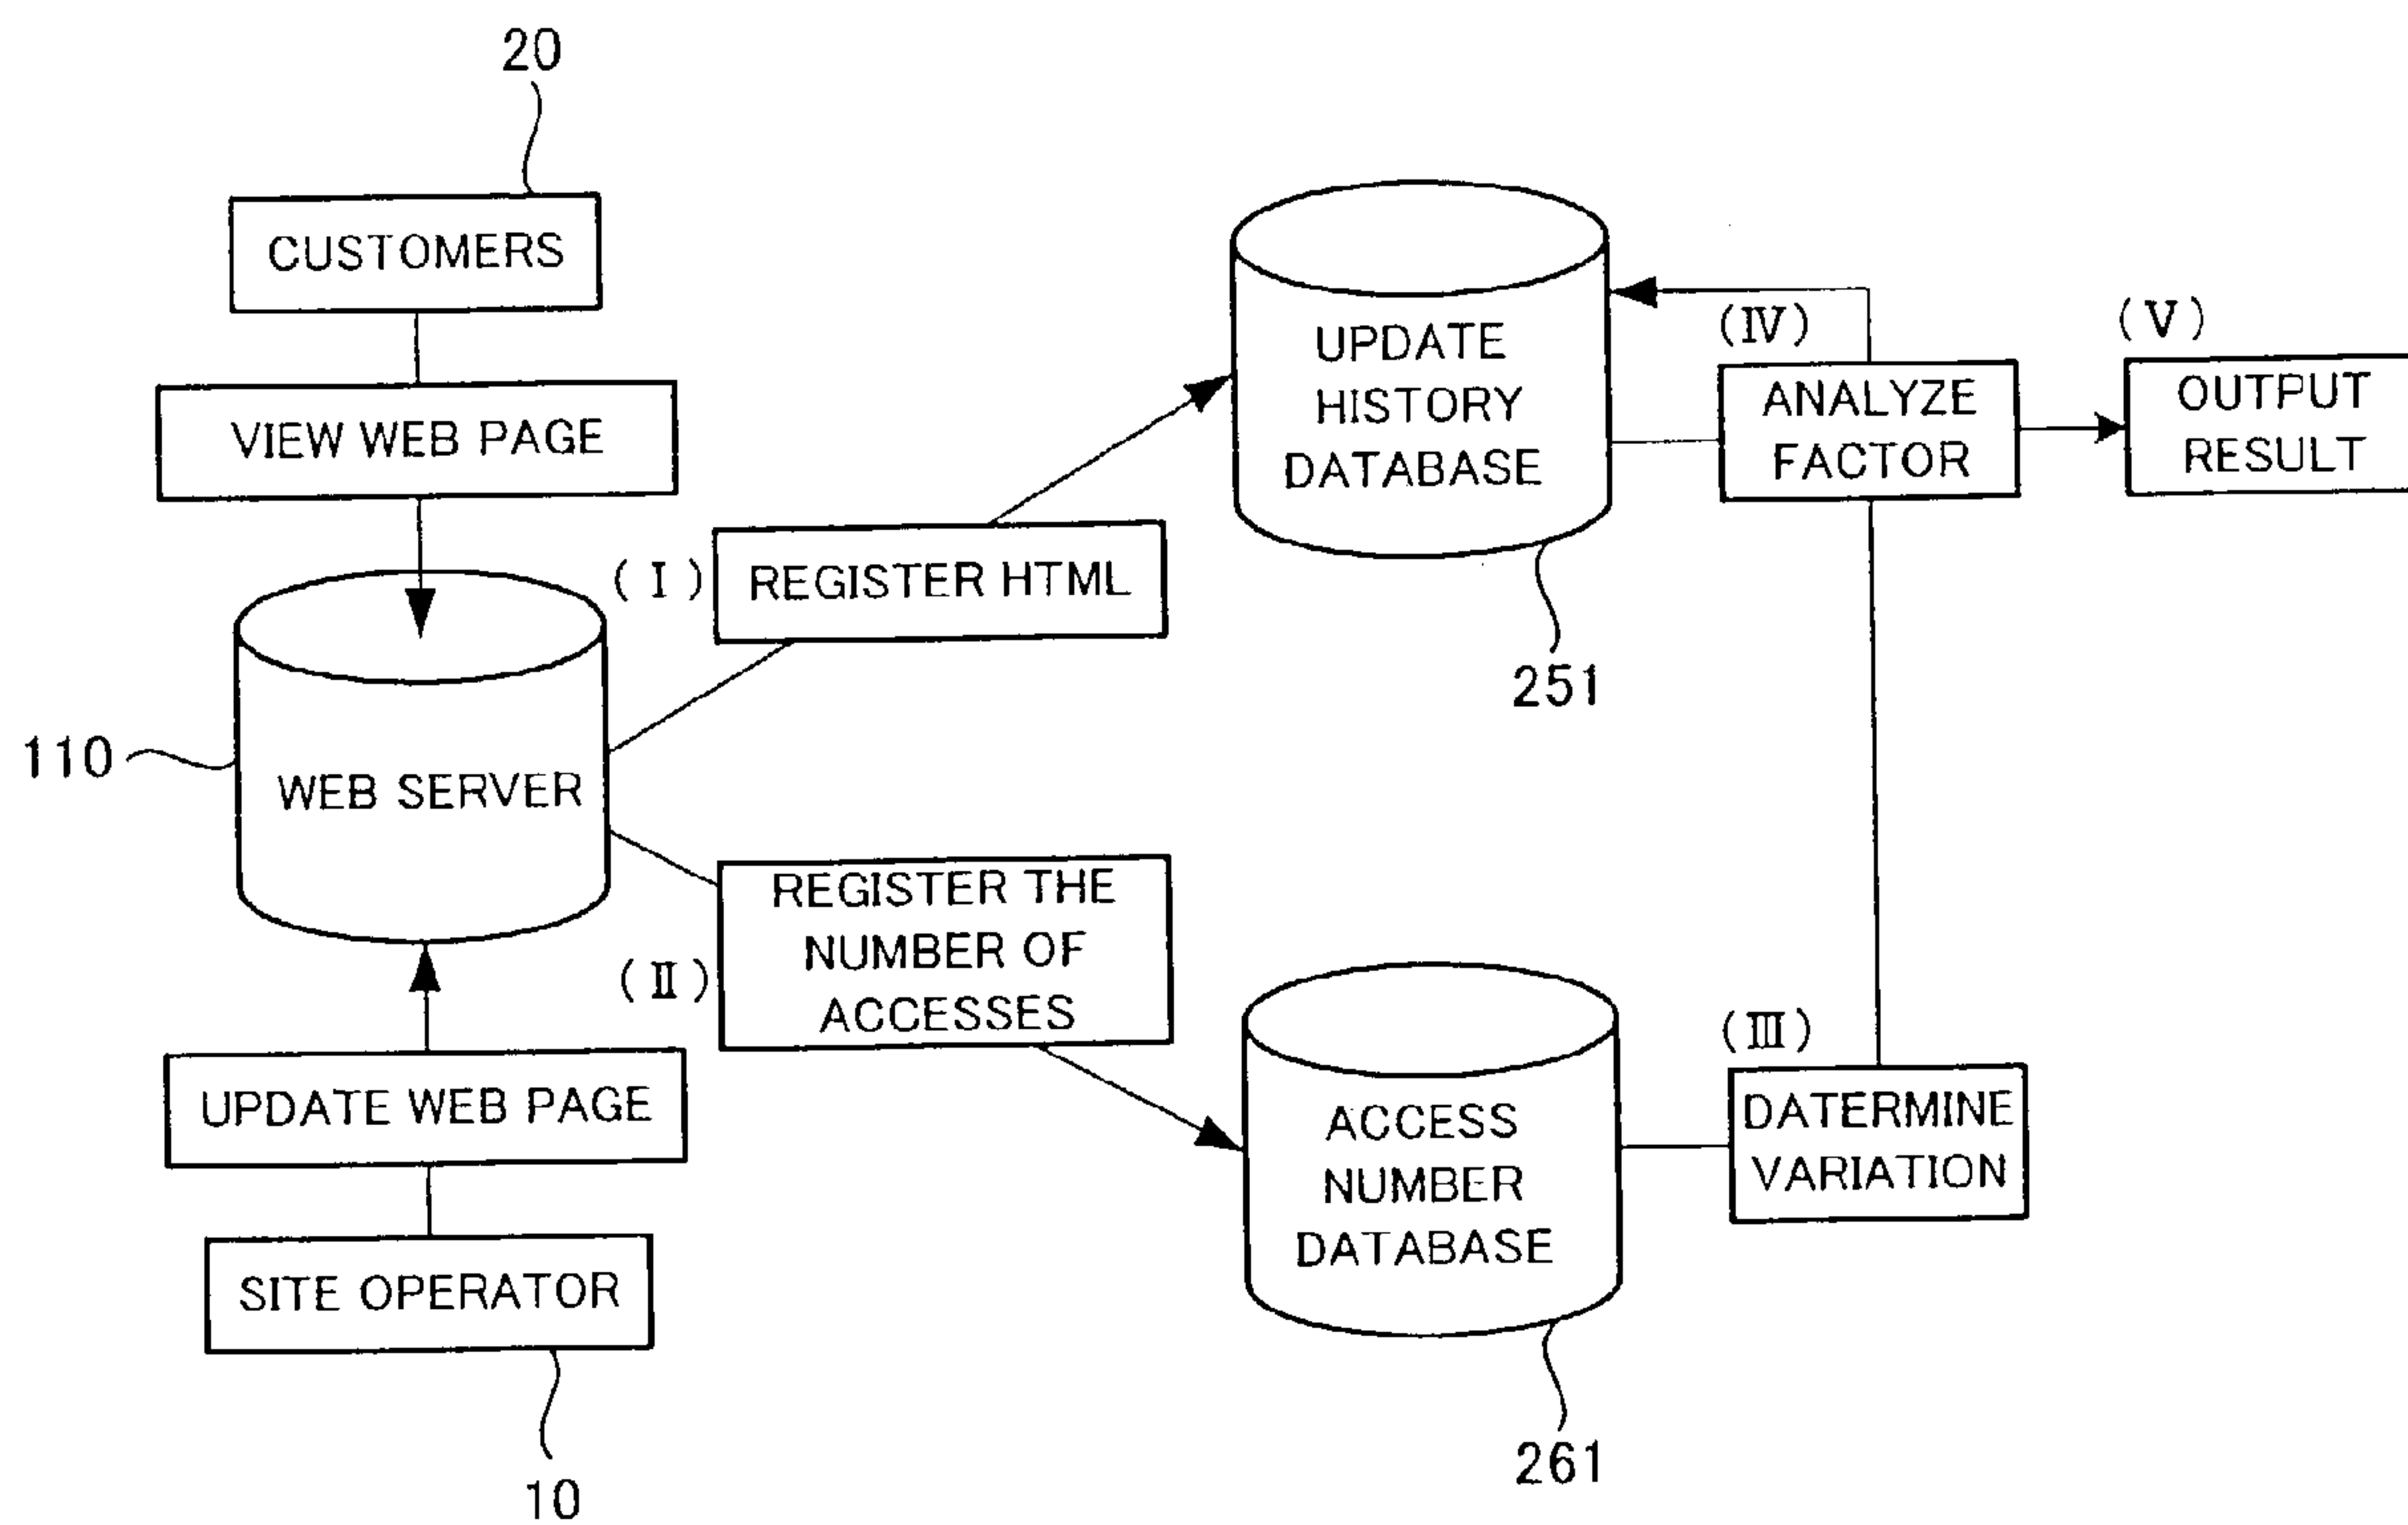 20
CUSTOMERS
VIEW WEB PAGE
110
WEB SERVER
UPDATE WEB PAGE
SITE OPERATOR
10
( I )
REGISTER HTML
( II )
REGISTER THE
NUMBER OF
ACCESSES
UPDATE
HISTORY
DATABASE
251
ACCESS
NUMBER
DATABASE
261
( III )
DATERMINE
VARIATION
( IV )
ANALYZE
FACTOR
( V )
OUTPUT
RESULT